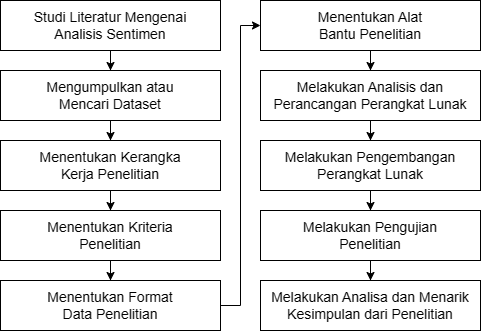 Studi Literatur Mengenai
Analisis Sentimen
Mengumpulkan atau
Mencari Dataset
Menentukan Kerangka
Kerja Penelitian
Menentukan Kriteria
Penelitian
Menentukan Format
Data Penelitian
Menentukan Alat
Bantu Penelitian
Melakukan Analisis dan
Perancangan Perangkat Lunak
Melakukan Pengembangan
Perangkat Lunak
Melakukan Pengujian
Penelitian
Melakukan Analisa dan Menarik
Kesimpulan dari Penelitian